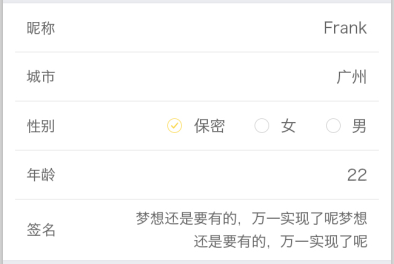 昵称 Frank
城市 广州
性别 保密 女 男
年龄 22
签名 梦想还是要有的，万一实现了呢梦想
还是要有的，万一实现了呢